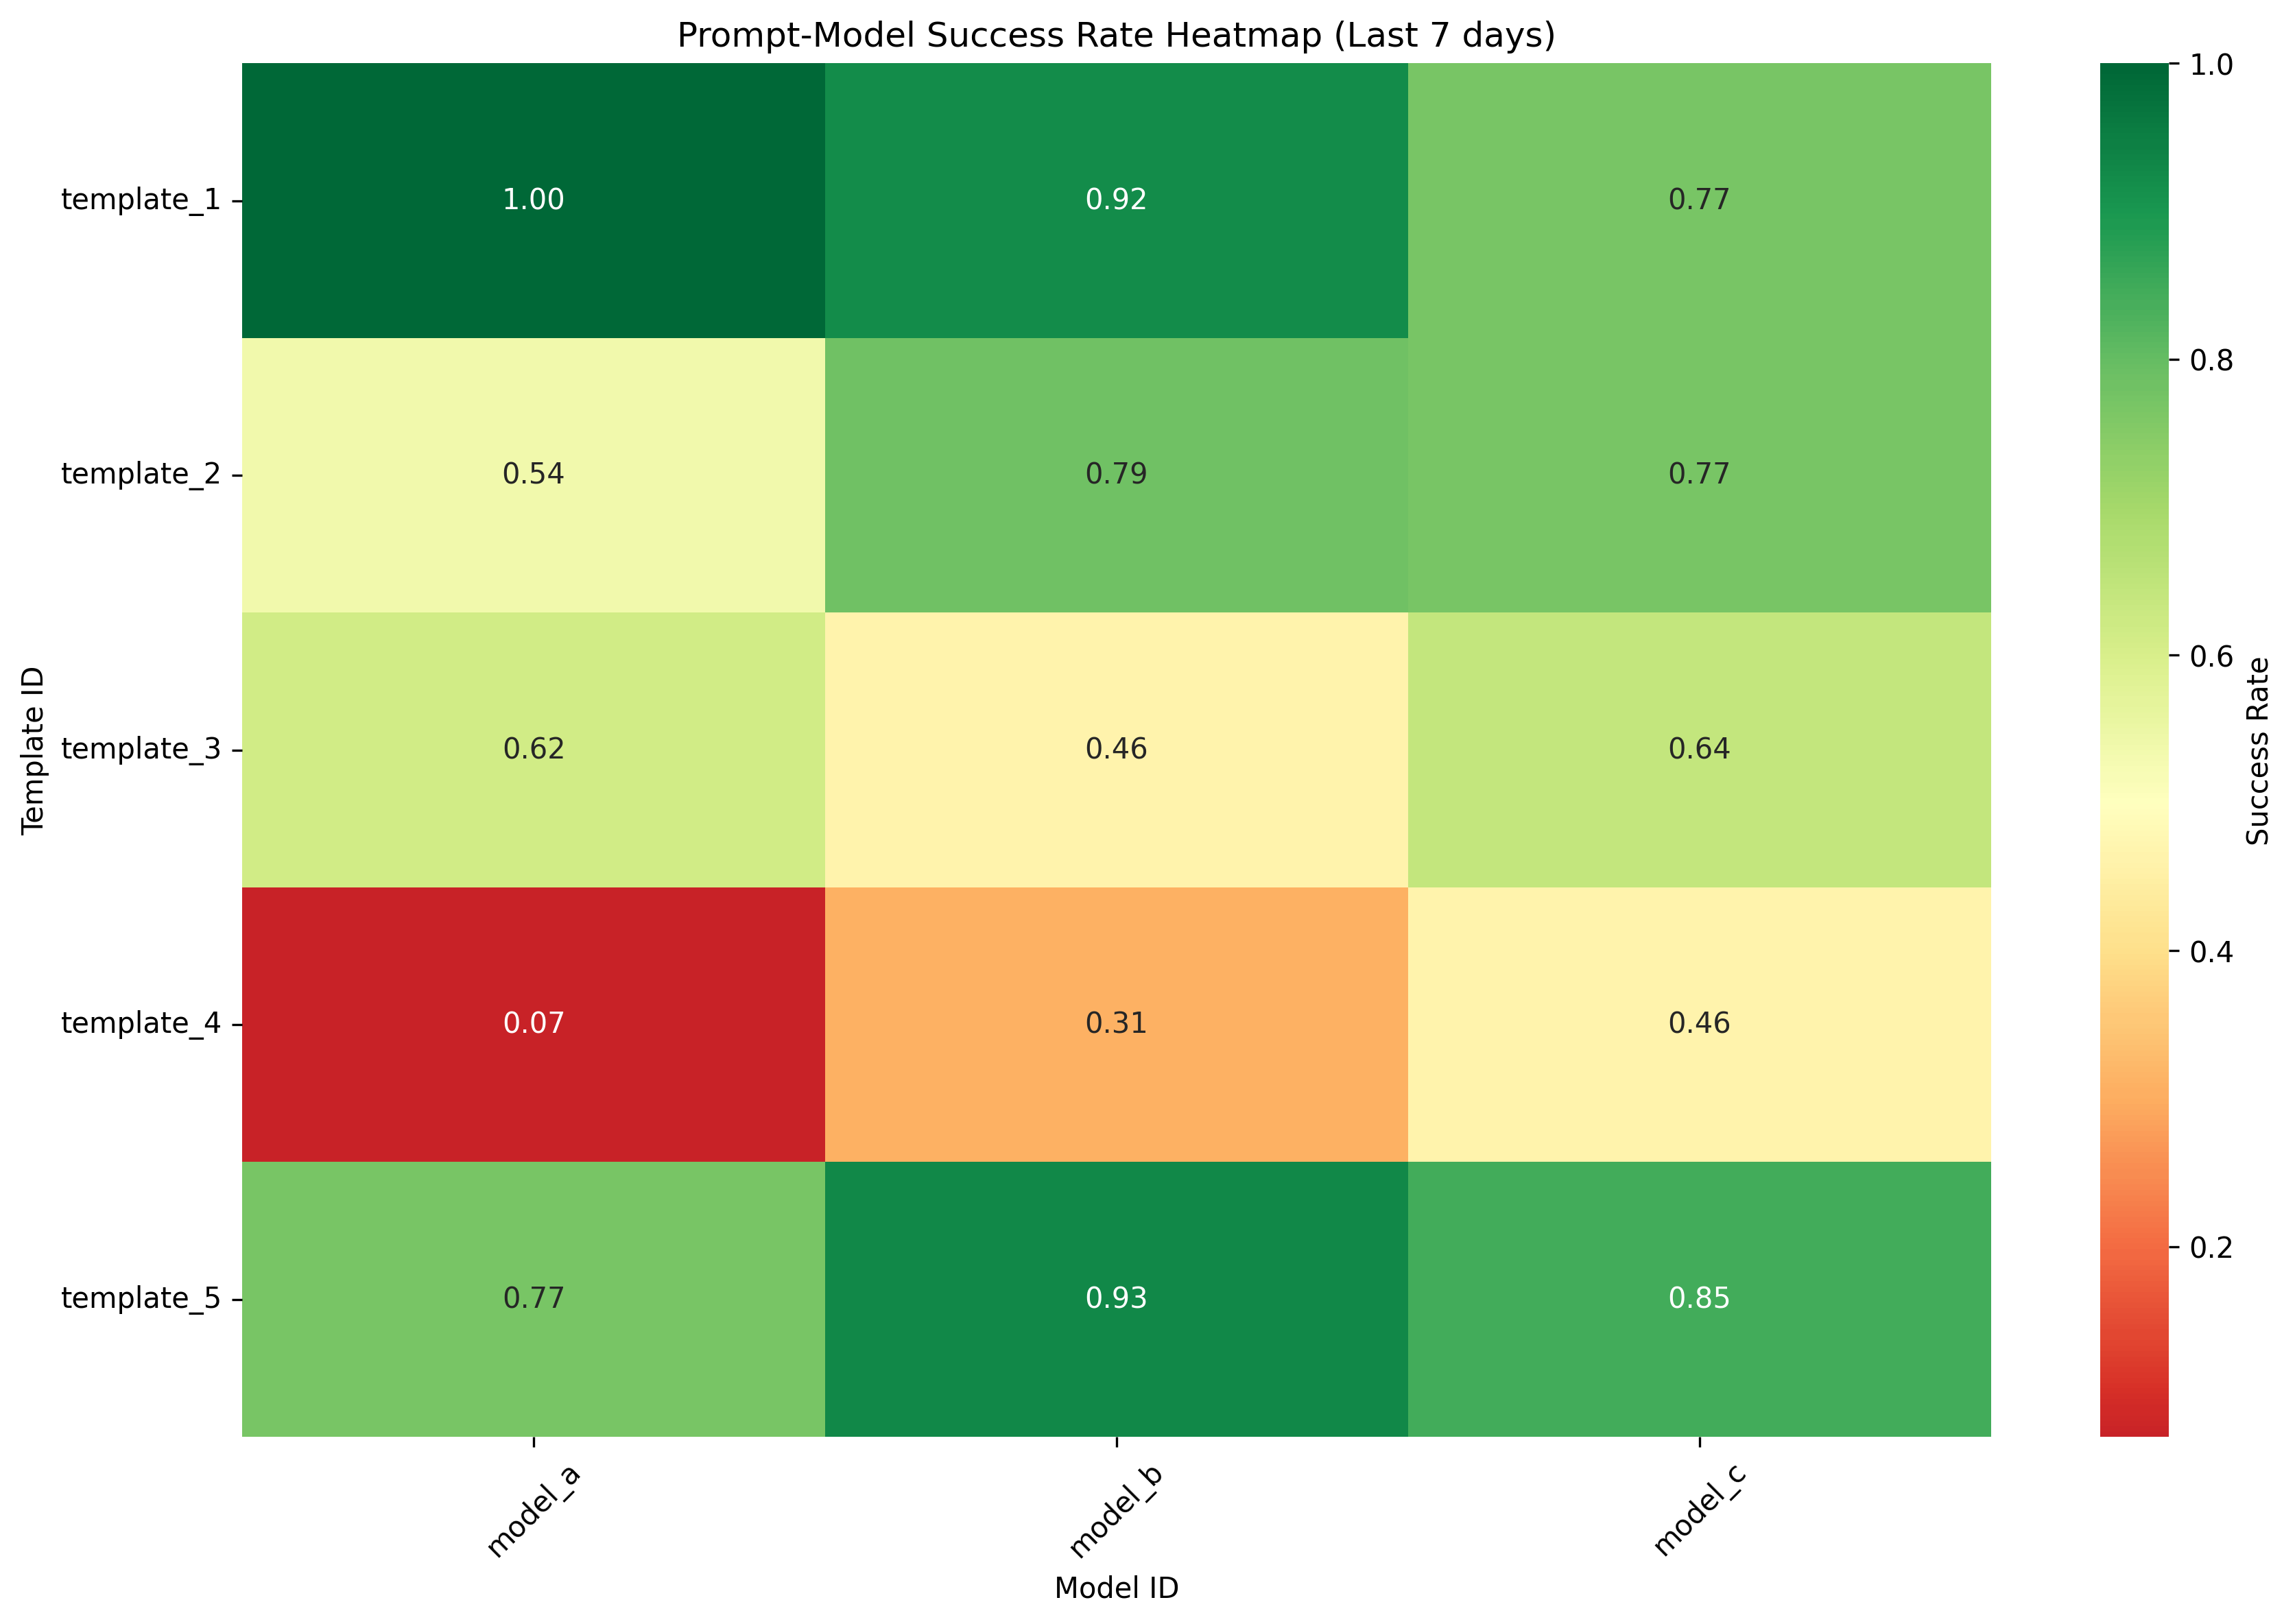 Prompt-Model Success Rate Heatmap (Last 7 days)
template_1 1.00 0.92 0.77
template_2 0.54 0.79 0.77
template_3 0.62 0.46 0.64
template_4 0.07 0.31 0.46
template_5 0.77 0.93 0.85
model_a model_b model_c
Model ID
Template ID
1.0
0.8
0.6
0.4
0.2
Success Rate